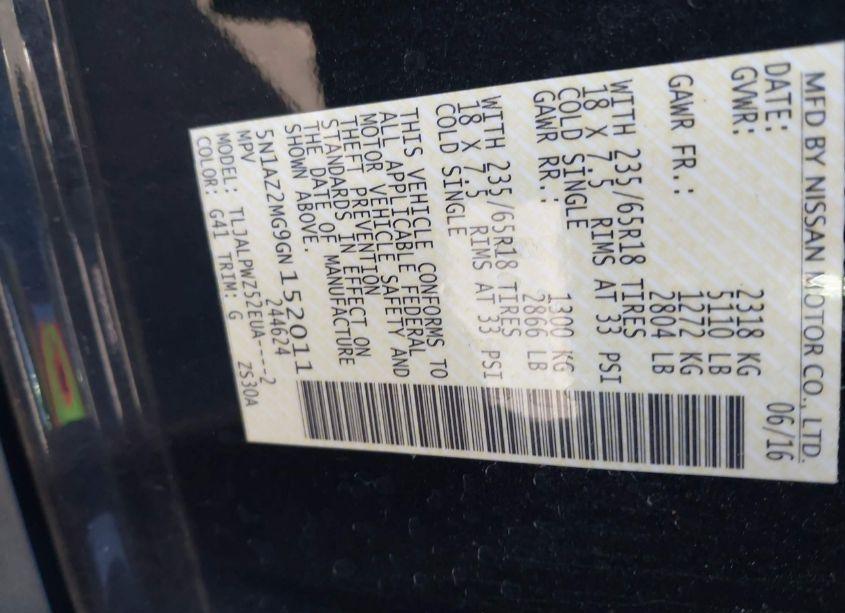 MFD BY NISSAN MOTOR CO., LTD.
DATE: 06/16
GVWR: 2318 KG
5110 LB
GAWR FR.: 1272 KG
2804 LB
WITH 235/65R18 TIRES
18 X 7.5 RIMS AT 33 PSI
COLD SINGLE
GAWR RR.: 1300 KG
2866 LB
WITH 235/65R18 TIRES
18 X 7.5 RIMS AT 33 PSI
COLD SINGLE
THIS VEHICLE CONFORMS TO
ALL APPLICABLE FEDERAL
MOTOR VEHICLE SAFETY AND
THEFT PREVENTION
STANDARDS IN EFFECT ON
THE DATE OF MANUFACTURE
SHOWN ABOVE.
5N1AZ2MG9GN152011
MPV 244624
MODEL: TLJALPWZ52EUA----2
COLOR: G41 TRIM: G ZS30A